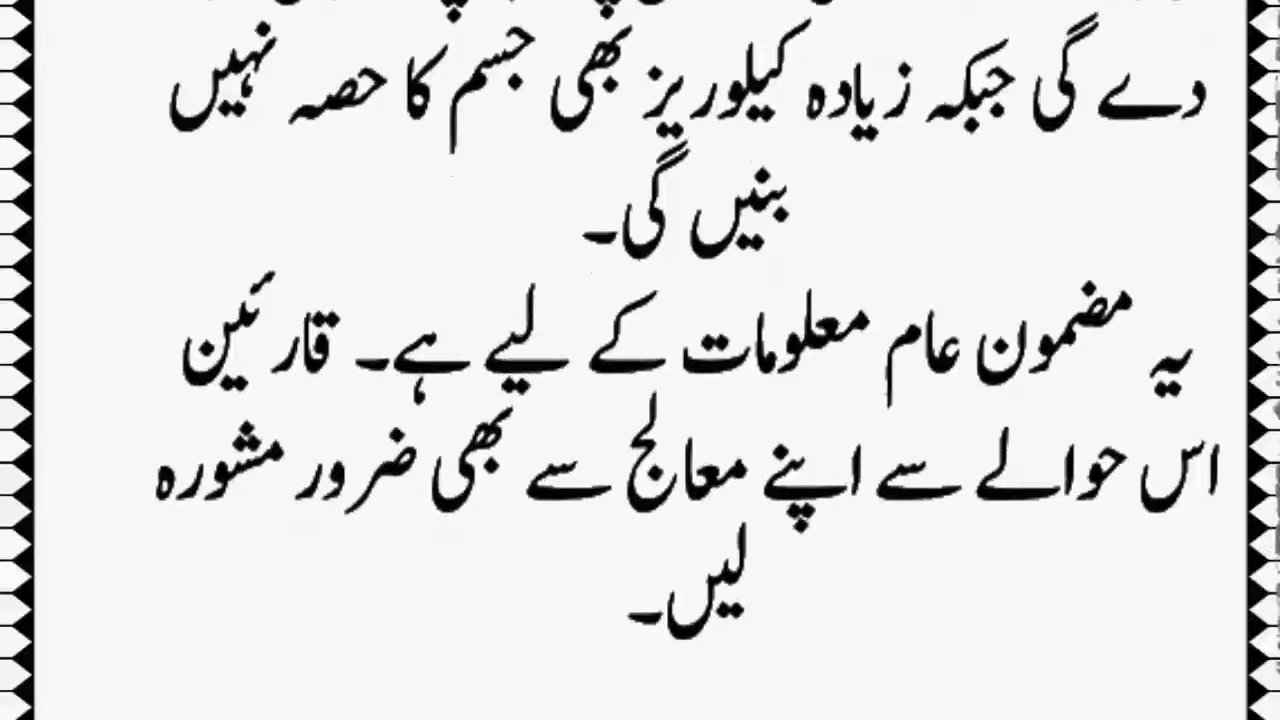 دے گی جبکہ زیادہ کیلوریز بھی جسم کا حصہ نہیں
بنیں گی۔
یہ مضمون عام معلومات کے لیے ہے۔ قارئین
اس حوالے سے اپنے معالج سے بھی ضرور مشورہ
لیں۔